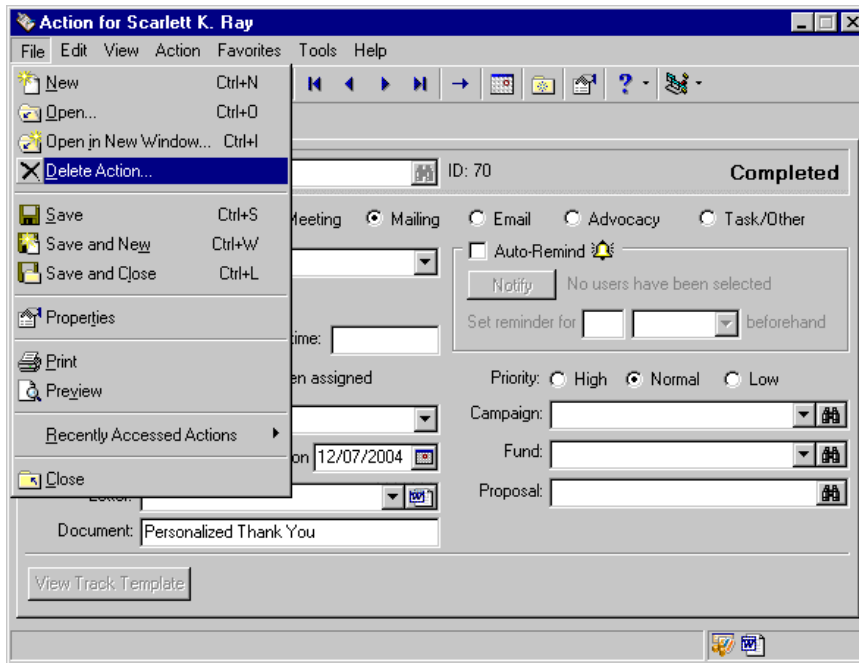 Action for Scarlett K. Ray
File Edit View Action Favorites Tools Help
New Ctrl+N
Open... Ctrl+O
Open in New Window... Ctrl+I
Delete Action...
ID: 70 Completed
Save Ctrl+S
Meeting Mailing Email Advocacy Task/Other
Save and New Ctrl+W
Auto-Remind
Save and Close Ctrl+L
Notify No users have been selected
Properties
Set reminder for beforehand
time:
Print
en assigned Priority: High Normal Low
Preview
Campaign:
Recently Accessed Actions
on 12/07/2004 Fund:
Close
Letter: Proposal:
Document: Personalized Thank You
View Track Template